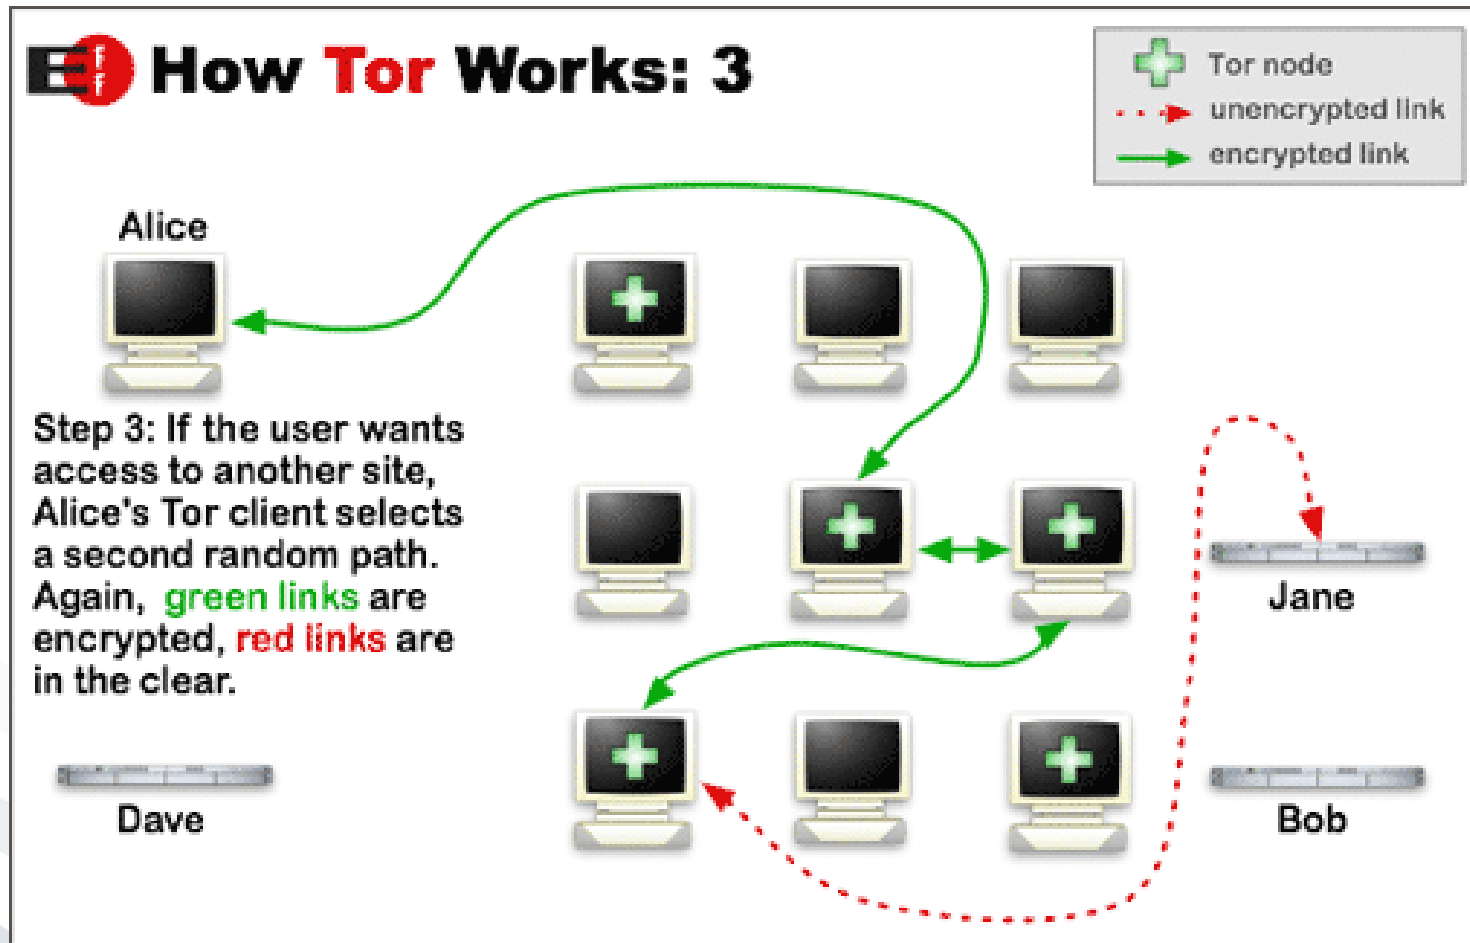 EFF How Tor Works: 3
Tor node
unencrypted link
encrypted link
Alice
Step 3: If the user wants
access to another site,
Alice's Tor client selects
a second random path.
Again, green links are
encrypted, red links are
in the clear.
Jane
Dave
Bob